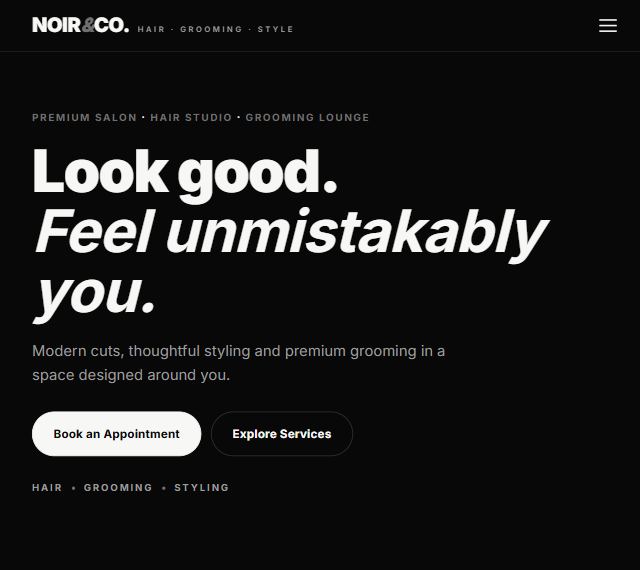 NOIR&CO. HAIR · GROOMING · STYLE
PREMIUM SALON · HAIR STUDIO · GROOMING LOUNGE
Look good.
Feel unmistakably
you.
Modern cuts, thoughtful styling and premium grooming in a
space designed around you.
Book an Appointment Explore Services
HAIR • GROOMING • STYLING